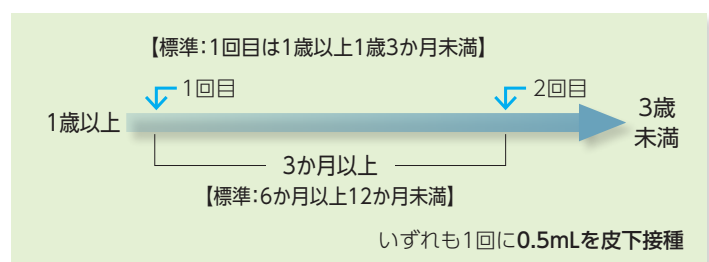 【標準:1回目は1歳以上1歳3か月未満】
1回目
2回目
1歳以上
3歳
未満
3か月以上
【標準:6か月以上12か月未満】
いずれも1回に0.5mLを皮下接種